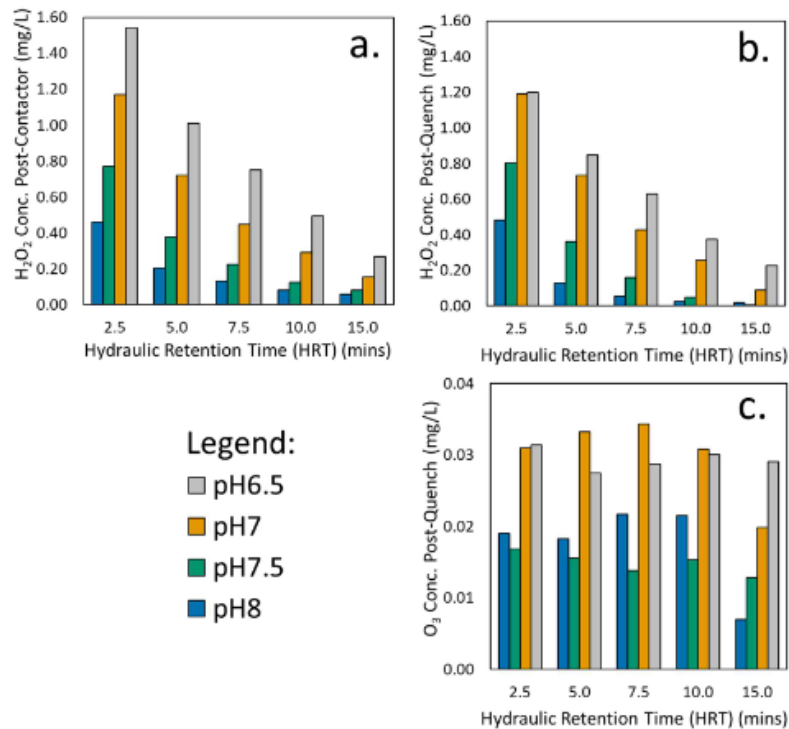 a.
H₂O₂ Conc. Post-Contactor (mg/L)
1.60
1.40
1.20
1.00
0.80
0.60
0.40
0.20
0.00
2.5 5.0 7.5 10.0 15.0
Hydraulic Retention Time (HRT) (mins)
b.
H₂O₂ Conc. Post-Quench (mg/L)
1.60
1.40
1.20
1.00
0.80
0.60
0.40
0.20
0.00
2.5 5.0 7.5 10.0 15.0
Hydraulic Retention Time (HRT) (mins)
Legend:
pH6.5
pH7
pH7.5
pH8
c.
O₃ Conc. Post-Quench (mg/L)
0.04
0.03
0.02
0.01
0.00
2.5 5.0 7.5 10.0 15.0
Hydraulic Retention Time (HRT) (mins)